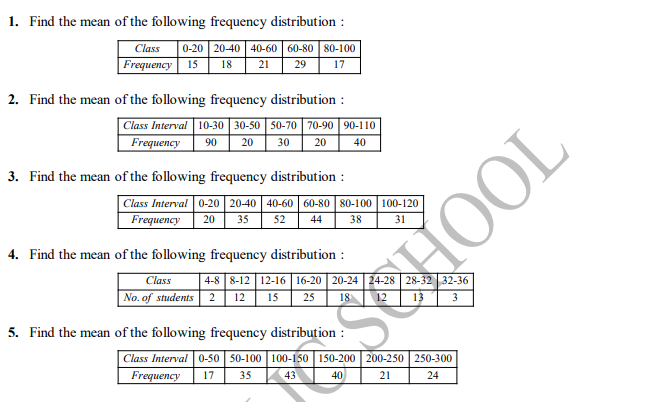 1. Find the mean of the following frequency distribution :
Class 0-20 20-40 40-60 60-80 80-100
Frequency 15 18 21 29 17
2. Find the mean of the following frequency distribution :
Class Interval 10-30 30-50 50-70 70-90 90-110
Frequency 90 20 30 20 40
3. Find the mean of the following frequency distribution :
Class Interval 0-20 20-40 40-60 60-80 80-100 100-120
Frequency 20 35 52 44 38 31
4. Find the mean of the following frequency distribution :
Class 4-8 8-12 12-16 16-20 20-24 24-28 28-32 32-36
No. of students 2 12 15 25 18 12 13 3
5. Find the mean of the following frequency distribution :
Class Interval 0-50 50-100 100-150 150-200 200-250 250-300
Frequency 17 35 43 40 21 24
SCHOOL